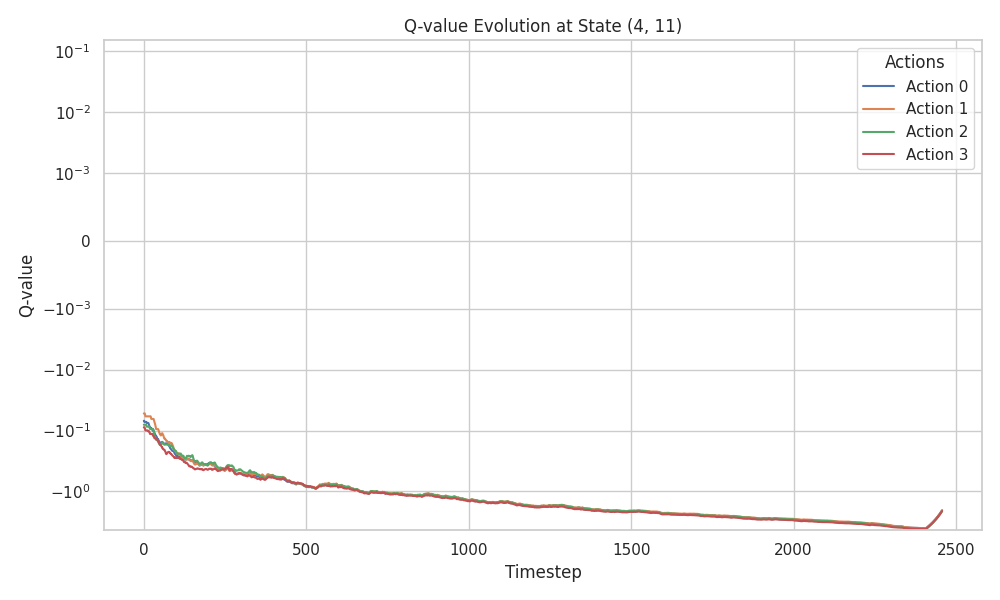 Q-value Evolution at State (4, 11)
Q-value
10⁻¹
10⁻²
10⁻³
0
−10⁻³
−10⁻²
−10⁻¹
−10⁰
0
500
1000
1500
2000
2500
Timestep
Actions
Action 0
Action 1
Action 2
Action 3